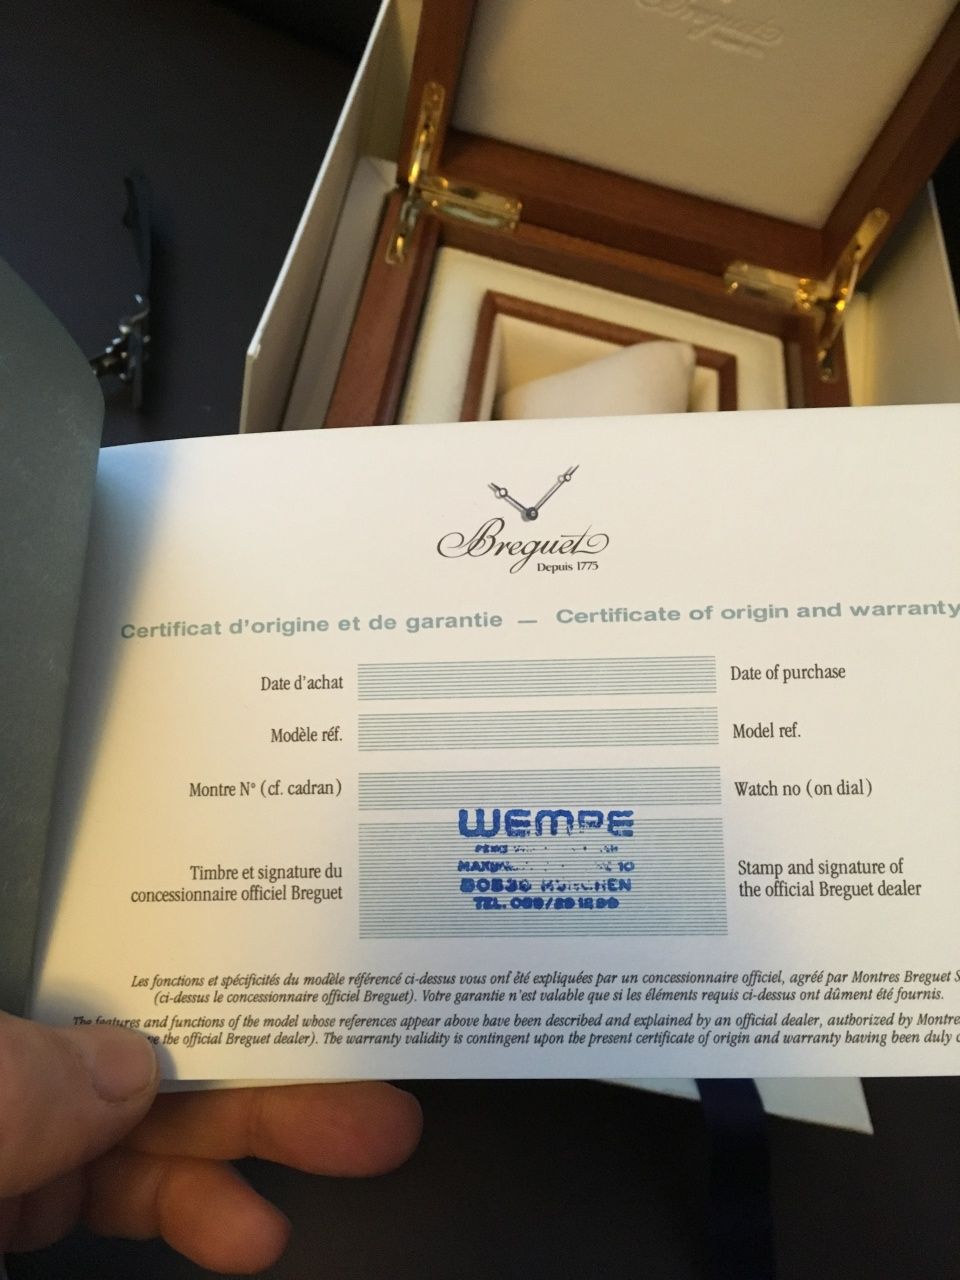 Breguet
Breguet
Depuis 1775
Certificat d'origine et de garantie — Certificate of origin and warranty
Date d'achat
Date of purchase
Modèle réf.
Model ref.
Montre N° (cf. cadran)
Watch no (on dial)
WEMPE
10
MÜNCHEN
TEL.
Timbre et signature du
concessionnaire officiel Breguet
Stamp and signature of
the official Breguet dealer
Les fonctions et spécificités du modèle référencé ci-dessus vous ont été expliquées par un concessionnaire officiel, agréé par Montres Breguet S
(ci-dessus le concessionnaire officiel Breguet). Votre garantie n'est valable que si les éléments requis ci-dessus ont dûment été fournis.
The features and functions of the model whose references appear above have been described and explained by an official dealer, authorized by Montre
the official Breguet dealer). The warranty validity is contingent upon the present certificate of origin and warranty having been duly